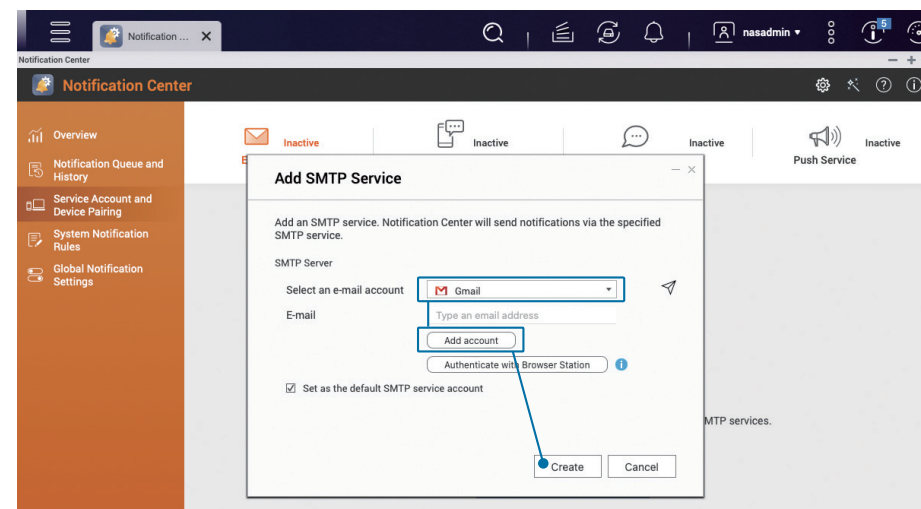 Notification ...
nasadmin
5
Notification Center
Notification Center
Overview
Notification Queue and
History
Service Account and
Device Pairing
System Notification
Rules
Global Notification
Settings
Inactive
Inactive
Inactive
Inactive
E
Push Service
Add SMTP Service
Add an SMTP service. Notification Center will send notifications via the specified
SMTP service.
SMTP Server
Select an e-mail account
Gmail
E-mail
Type an email address
Add account
Authenticate with Browser Station
Set as the default SMTP service account
MTP services.
Create
Cancel